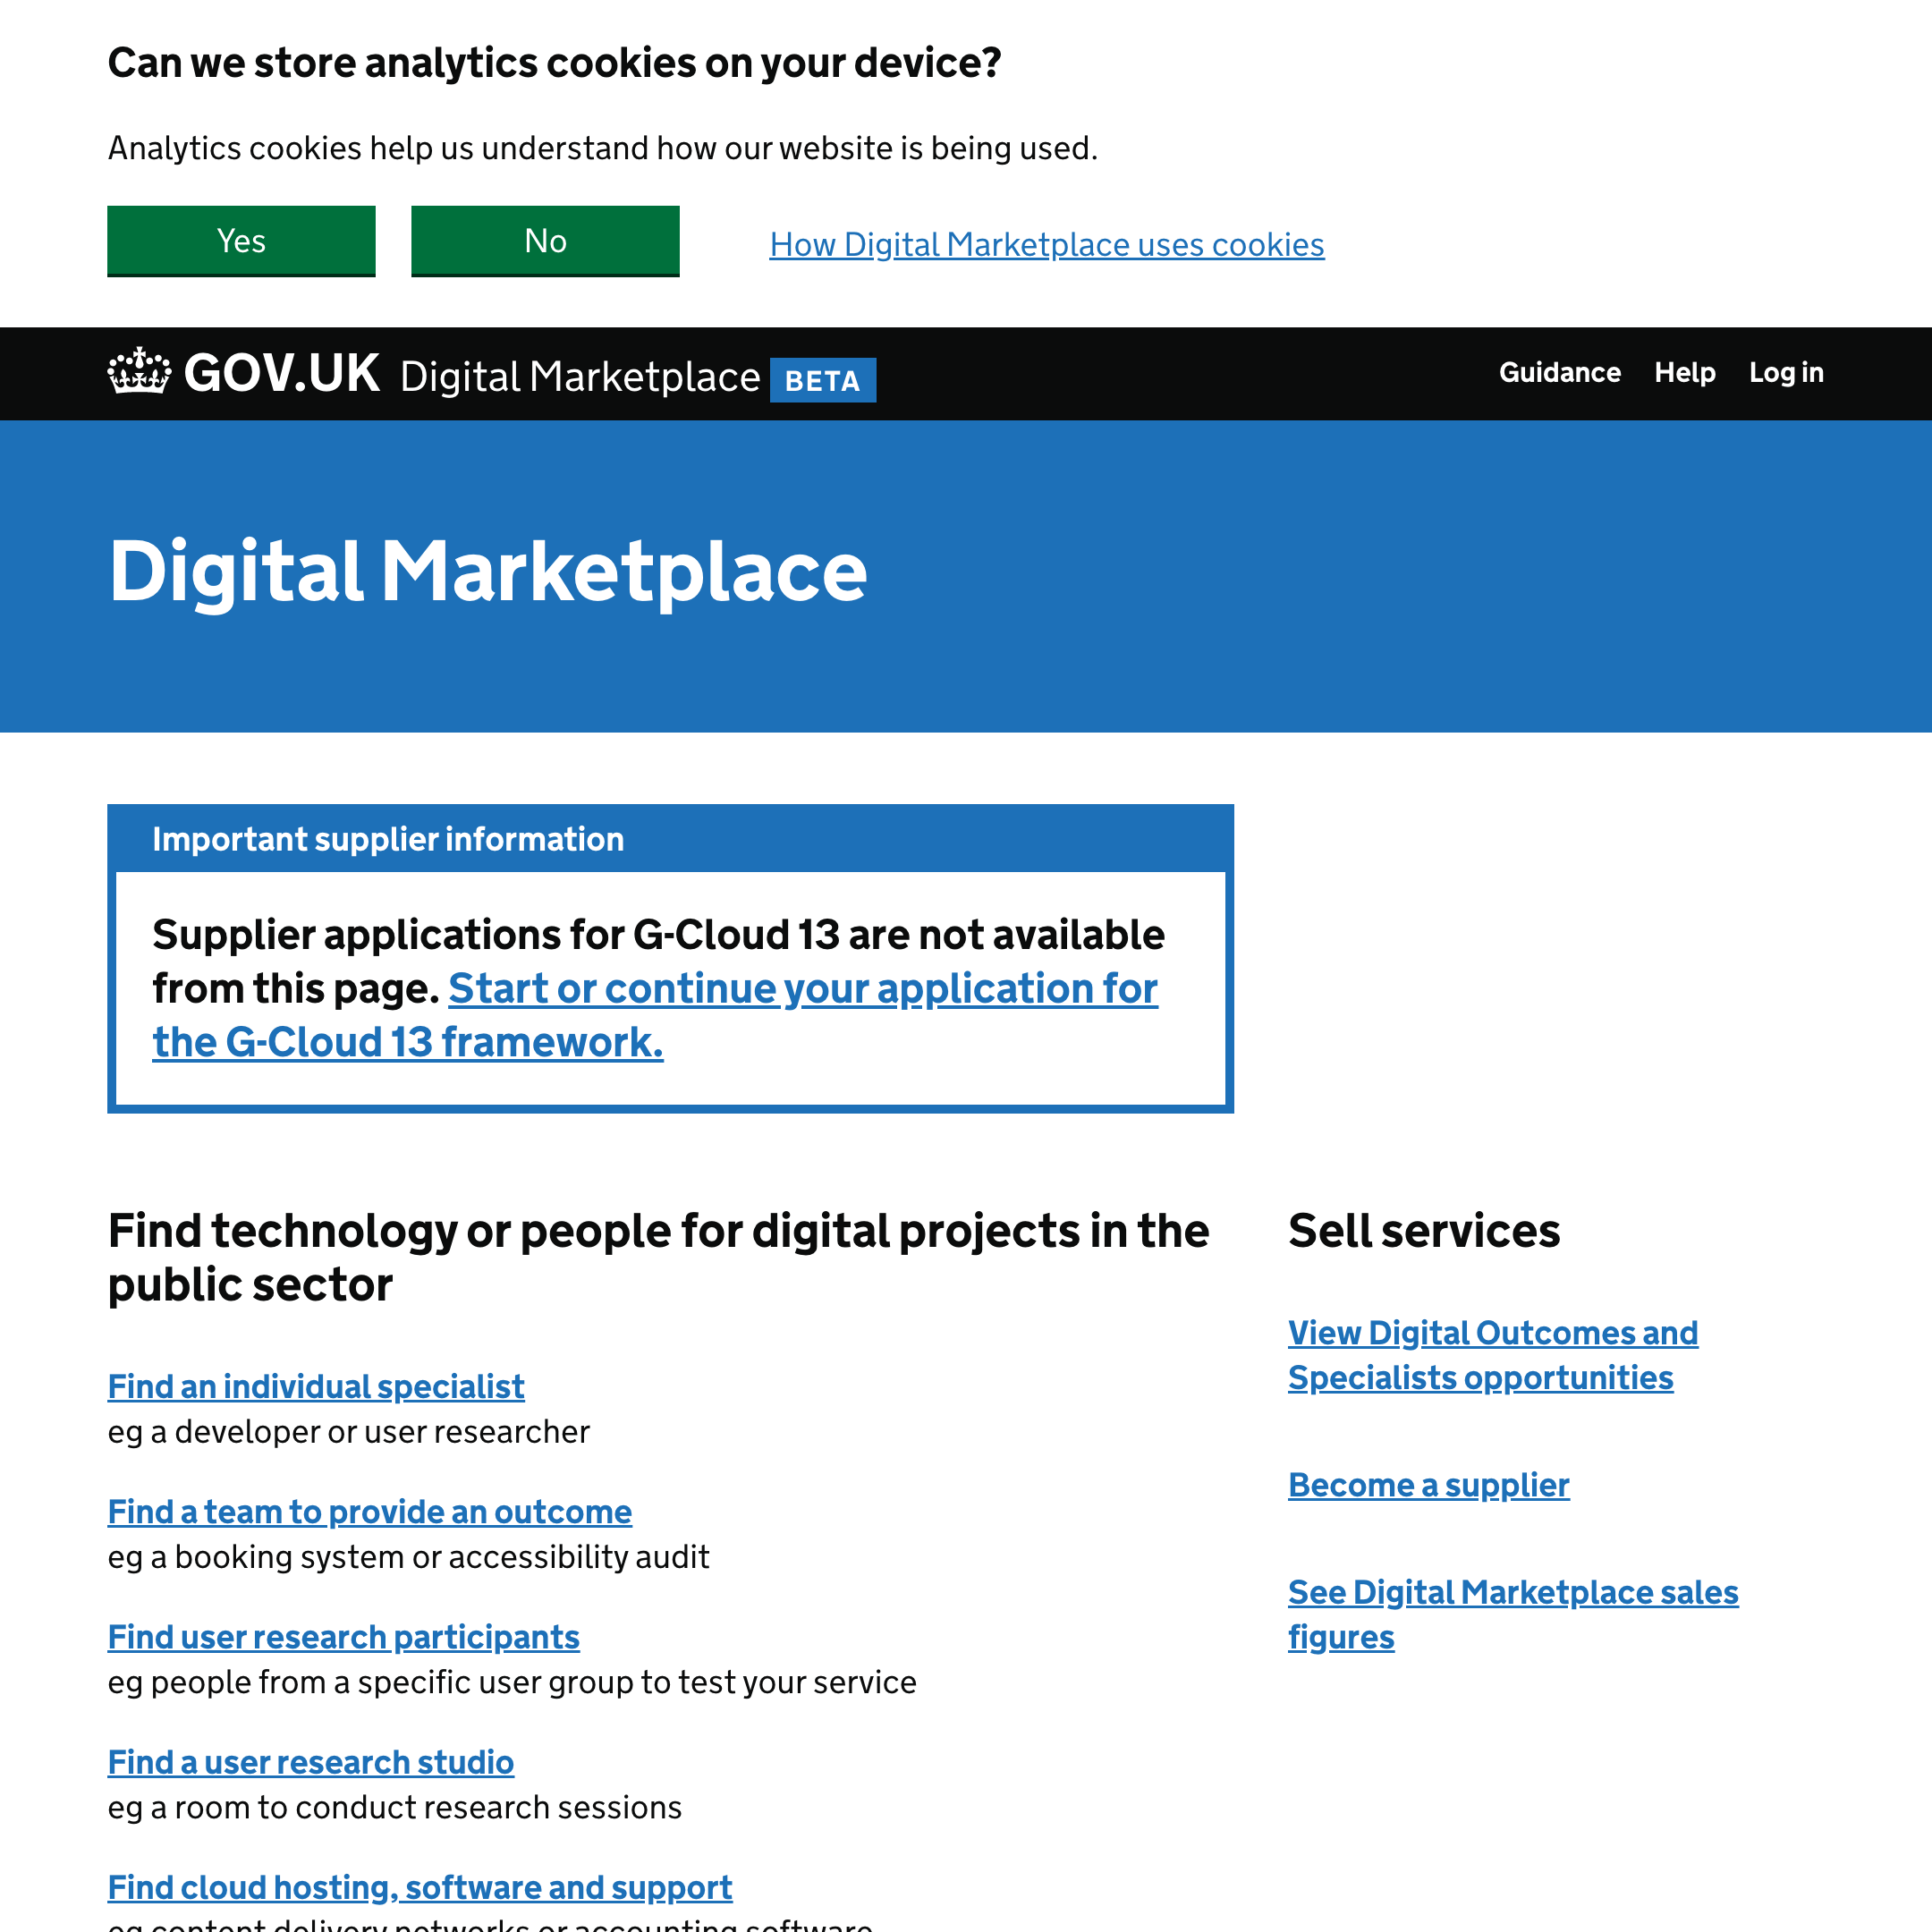 Can we store analytics cookies on your device?
Analytics cookies help us understand how our website is being used.
Yes
No
How Digital Marketplace uses cookies
GOV.UK Digital Marketplace BETA
Guidance
Help
Log in
Digital Marketplace
Important supplier information
Supplier applications for G-Cloud 13 are not available
from this page. Start or continue your application for
the G-Cloud 13 framework.
Find technology or people for digital projects in the
public sector
Find an individual specialist
eg a developer or user researcher
Find a team to provide an outcome
eg a booking system or accessibility audit
Find user research participants
eg people from a specific user group to test your service
Find a user research studio
eg a room to conduct research sessions
Find cloud hosting, software and support
eg content delivery networks or accounting software
Sell services
View Digital Outcomes and
Specialists opportunities
Become a supplier
See Digital Marketplace sales
figures